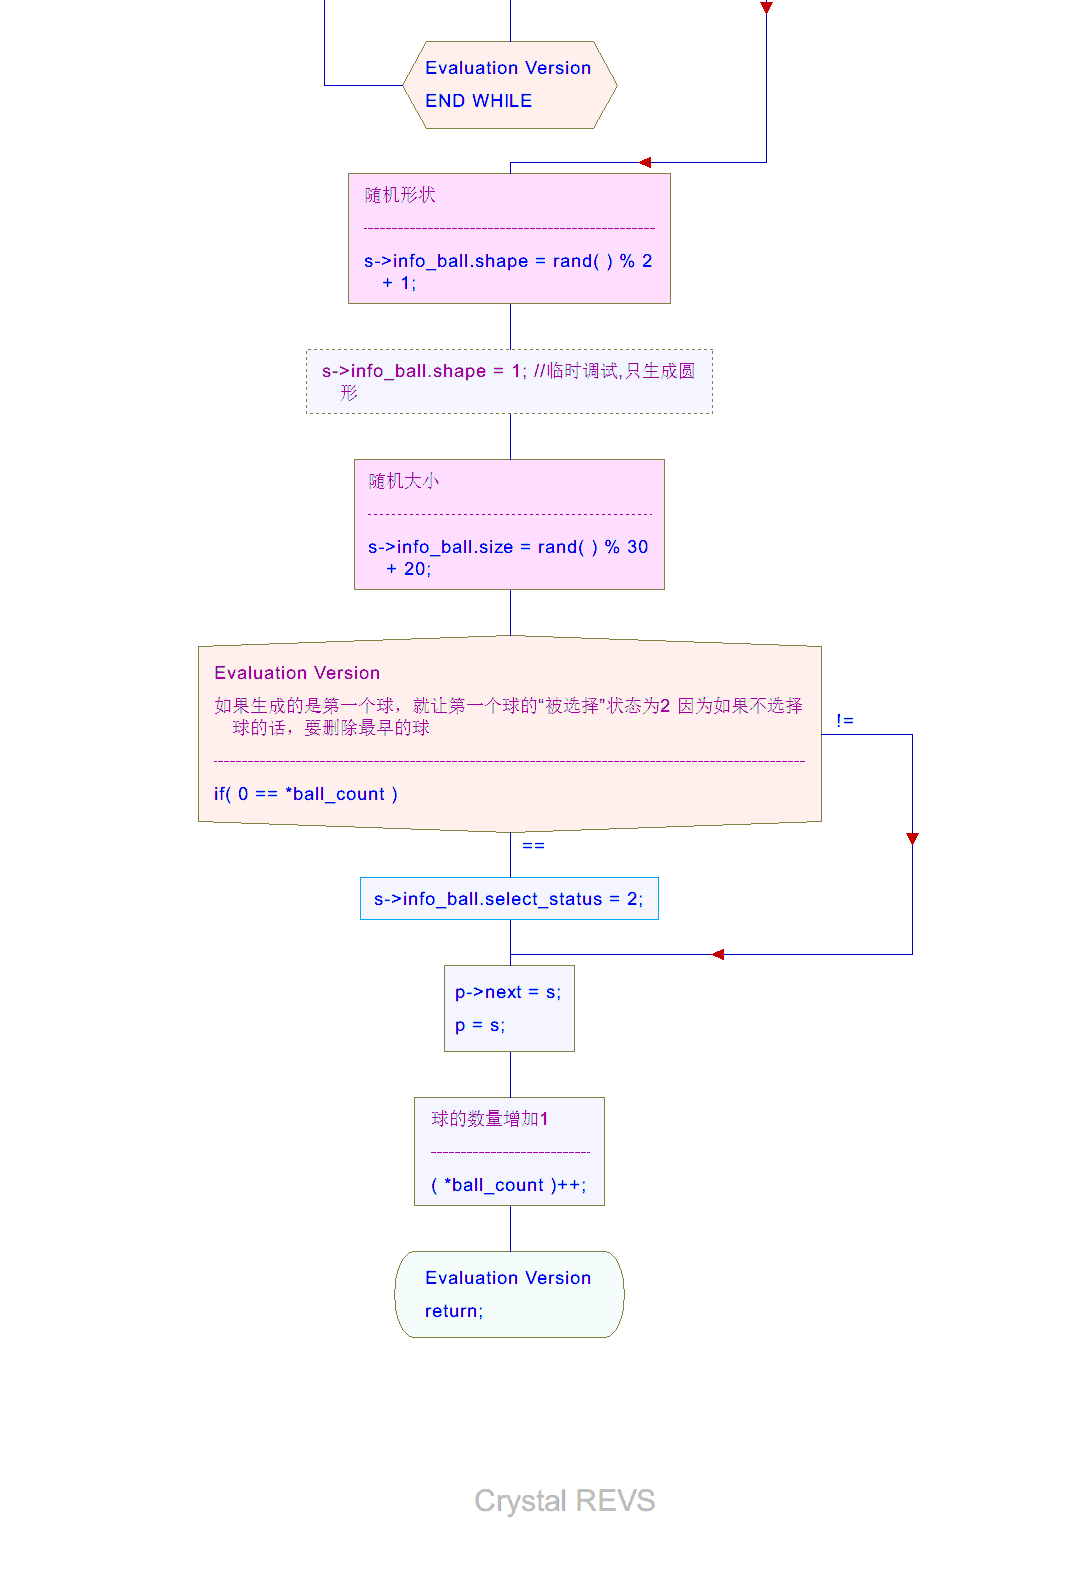 Evaluation Version
END WHILE
随机形状
s->info_ball.shape = rand( ) % 2
+ 1;
s->info_ball.shape = 1; //临时调试,只生成圆
形
随机大小
s->info_ball.size = rand( ) % 30
+ 20;
Evaluation Version
如果生成的是第一个球，就让第一个球的“被选择”状态为2 因为如果不选择
球的话，要删除最早的球
!=
if( 0 == *ball_count )
==
s->info_ball.select_status = 2;
p->next = s;
p = s;
球的数量增加1
( *ball_count )++;
Evaluation Version
return;
Crystal REVS